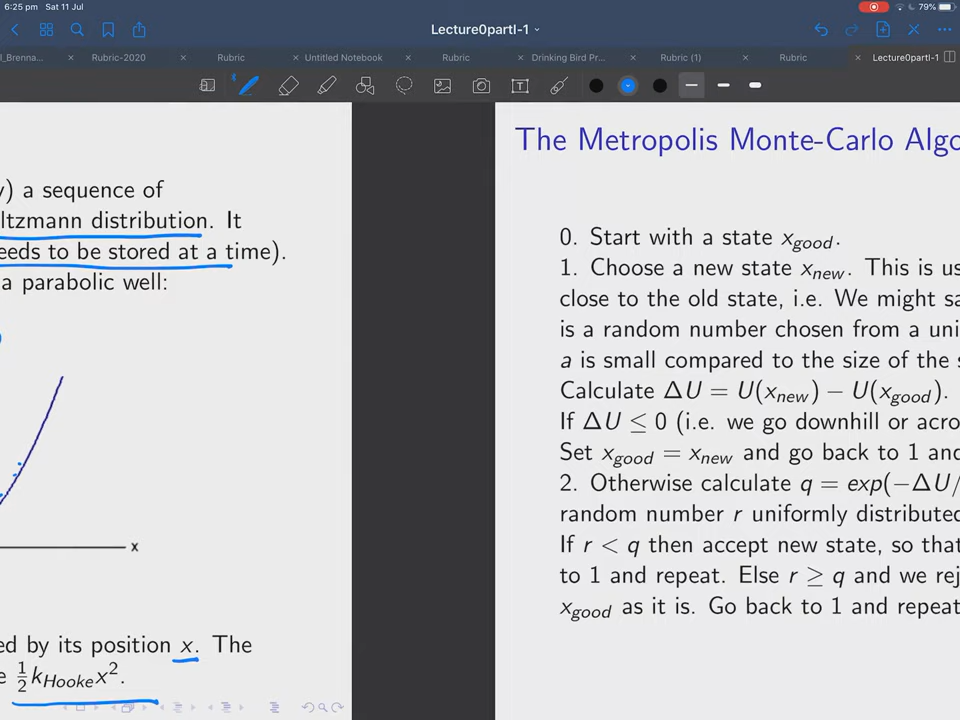 6:25 pm Sat 11 Jul
79%
Lecture0partI-1
Rubric-2020
Rubric
Untitled Notebook
Rubric
Drinking Bird Pr...
Rubric (1)
Rubric
Lecture0partI-1
) a sequence of
ltzmann distribution. It
eeds to be stored at a time).
a parabolic well:
x
ed by its position x. The
e ½k_Hooke x².
The Metropolis Monte-Carlo Algo
0. Start with a state x_good.
1. Choose a new state x_new. This is us
close to the old state, i.e. We might sa
is a random number chosen from a uni
a is small compared to the size of the s
Calculate ΔU = U(x_new) − U(x_good).
If ΔU ≤ 0 (i.e. we go downhill or acro
Set x_good = x_new and go back to 1 and
2. Otherwise calculate q = exp(−ΔU/
random number r uniformly distributed
If r < q then accept new state, so that
to 1 and repeat. Else r ≥ q and we rej
x_good as it is. Go back to 1 and repeat